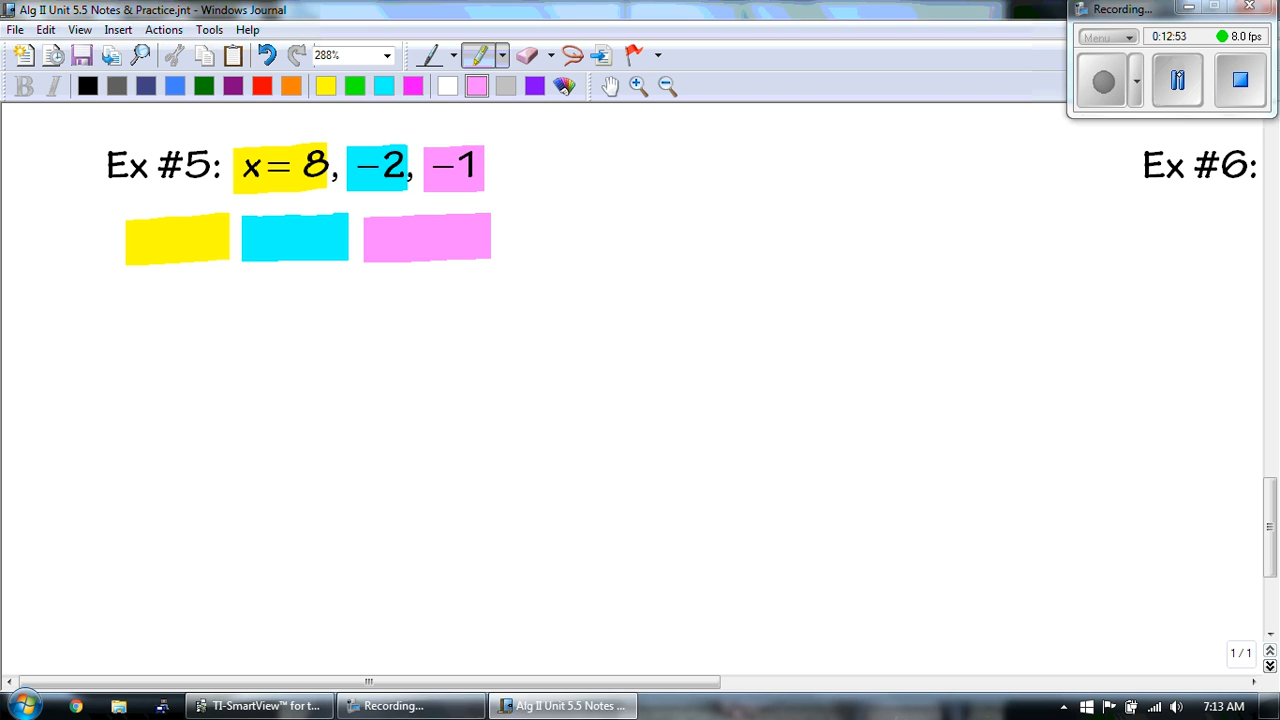 Alg II Unit 5.5 Notes & Practice.jnt - Windows Journal
Recording...
File Edit View Insert Actions Tools Help
Menu
0:12:53
8.0 fps
288%
B I
Ex #5: x = 8, −2, −1
Ex #6:
1 / 1
TI-SmartView™ for t...
Recording...
Alg II Unit 5.5 Notes ...
7:13 AM